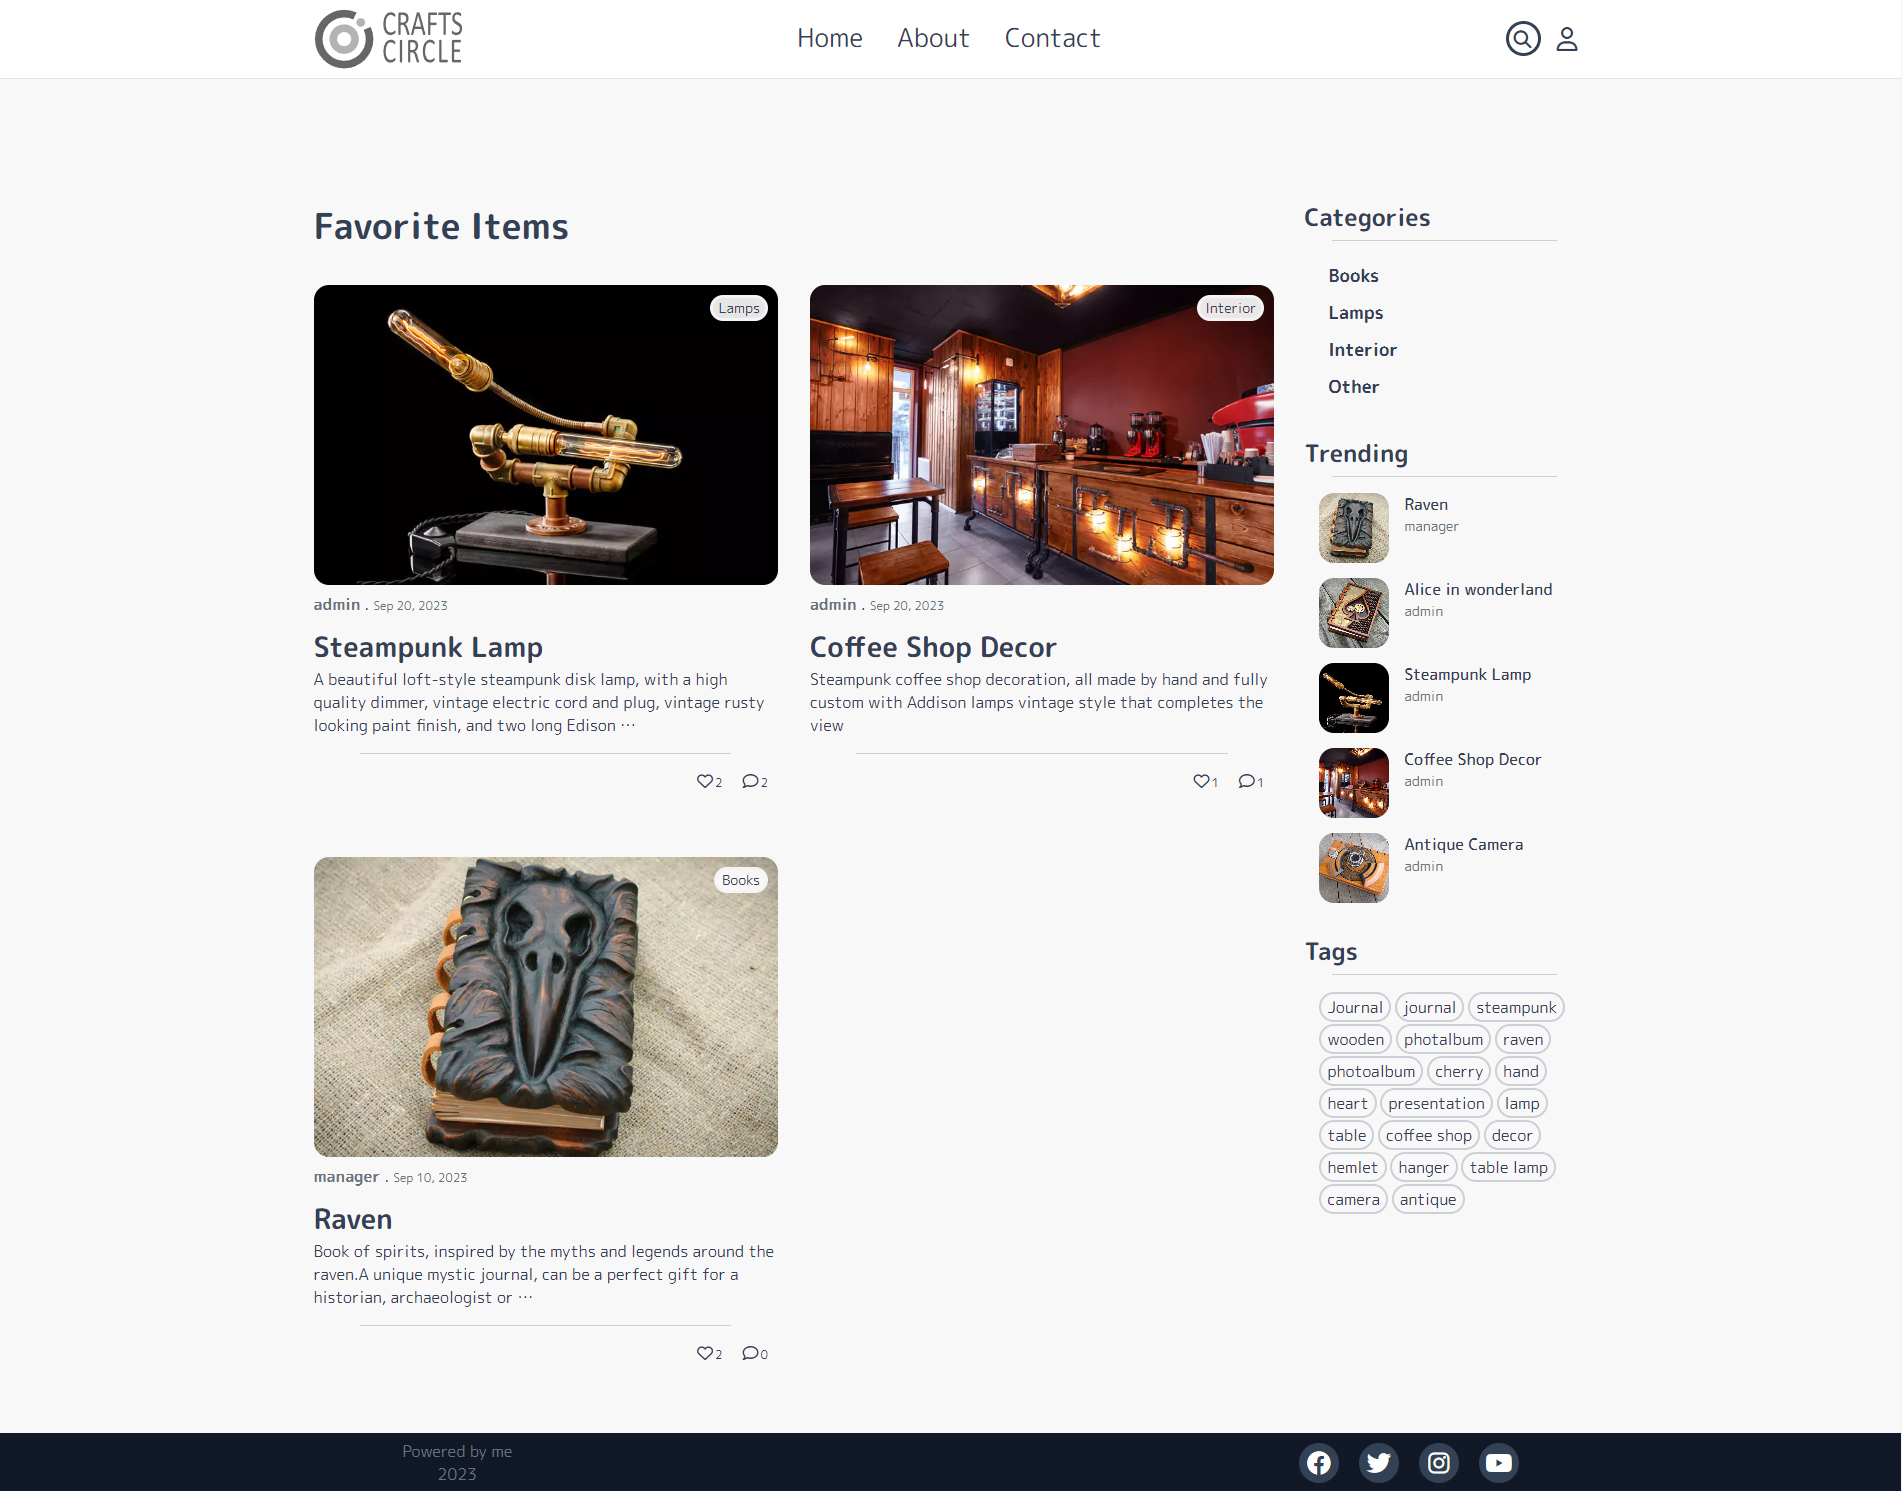 CRAFTS
CIRCLE
Home About Contact
Favorite Items
Lamps
admin . Sep 20, 2023
Steampunk Lamp
A beautiful loft-style steampunk disk lamp, with a high
quality dimmer, vintage electric cord and plug, vintage rusty
looking paint finish, and two long Edison …
2 2
Interior
admin . Sep 20, 2023
Coffee Shop Decor
Steampunk coffee shop decoration, all made by hand and fully
custom with Addison lamps vintage style that completes the
view
1 1
Books
manager . Sep 10, 2023
Raven
Book of spirits, inspired by the myths and legends around the
raven.A unique mystic journal, can be a perfect gift for a
historian, archaeologist or …
2 0
Categories
Books
Lamps
Interior
Other
Trending
Raven
manager
Alice in wonderland
admin
Steampunk Lamp
admin
Coffee Shop Decor
admin
Antique Camera
admin
Tags
Journal journal steampunk
wooden photalbum raven
photoalbum cherry hand
heart presentation lamp
table coffee shop decor
hemlet hanger table lamp
camera antique
Powered by me
2023